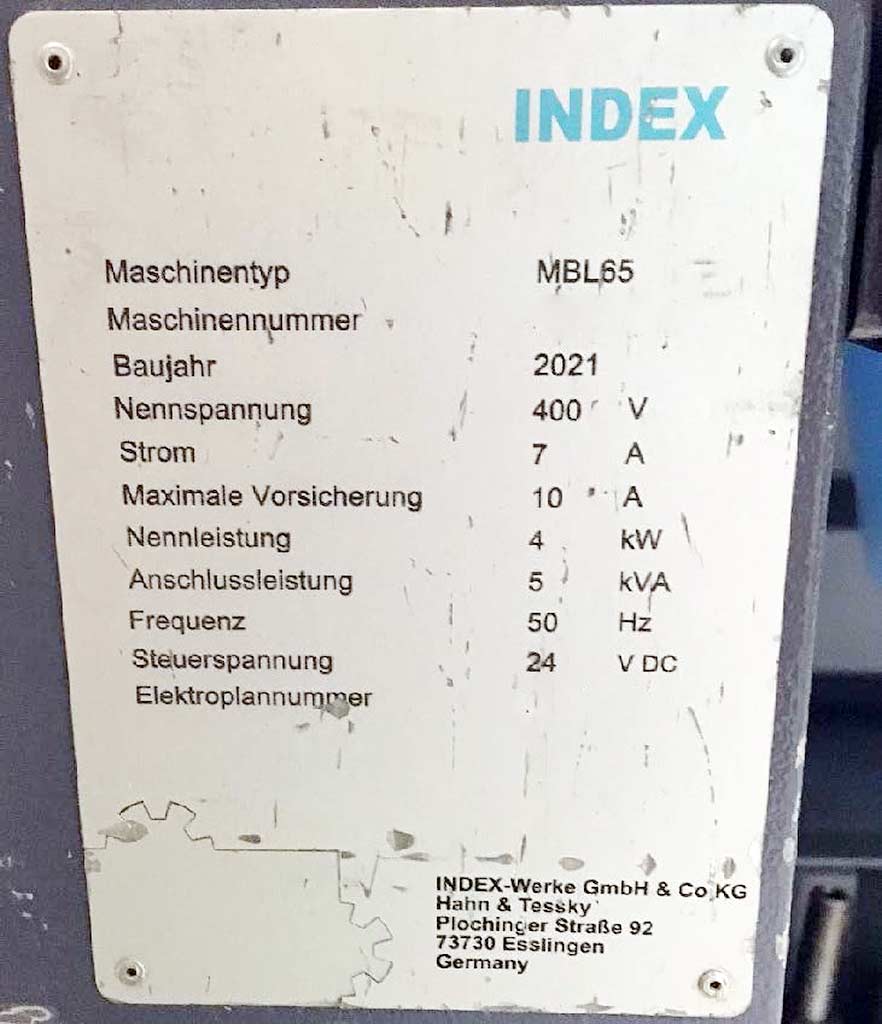 INDEX
Maschinentyp MBL65
Maschinennummer
Baujahr 2021
Nennspannung 400 V
Strom 7 A
Maximale Vorsicherung 10 A
Nennleistung 4 kW
Anschlussleistung 5 kVA
Frequenz 50 Hz
Steuerspannung 24 V DC
Elektroplannummer
INDEX-Werke GmbH & Co KG
Hahn & Tessky
Plochinger Straße 92
73730 Esslingen
Germany